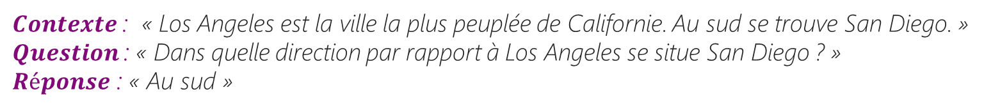 Contexte : « Los Angeles est la ville la plus peuplée de Californie. Au sud se trouve San Diego. »
Question : « Dans quelle direction par rapport à Los Angeles se situe San Diego ? »
Réponse : « Au sud »